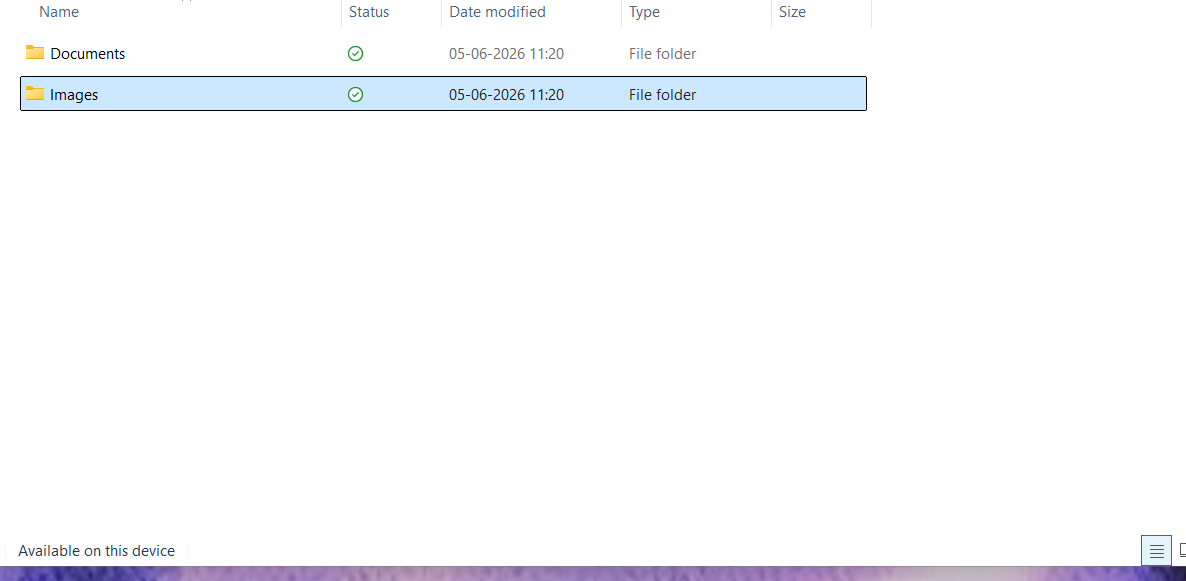 Name Status Date modified Type Size
Documents 05-06-2026 11:20 File folder
Images 05-06-2026 11:20 File folder
Available on this device